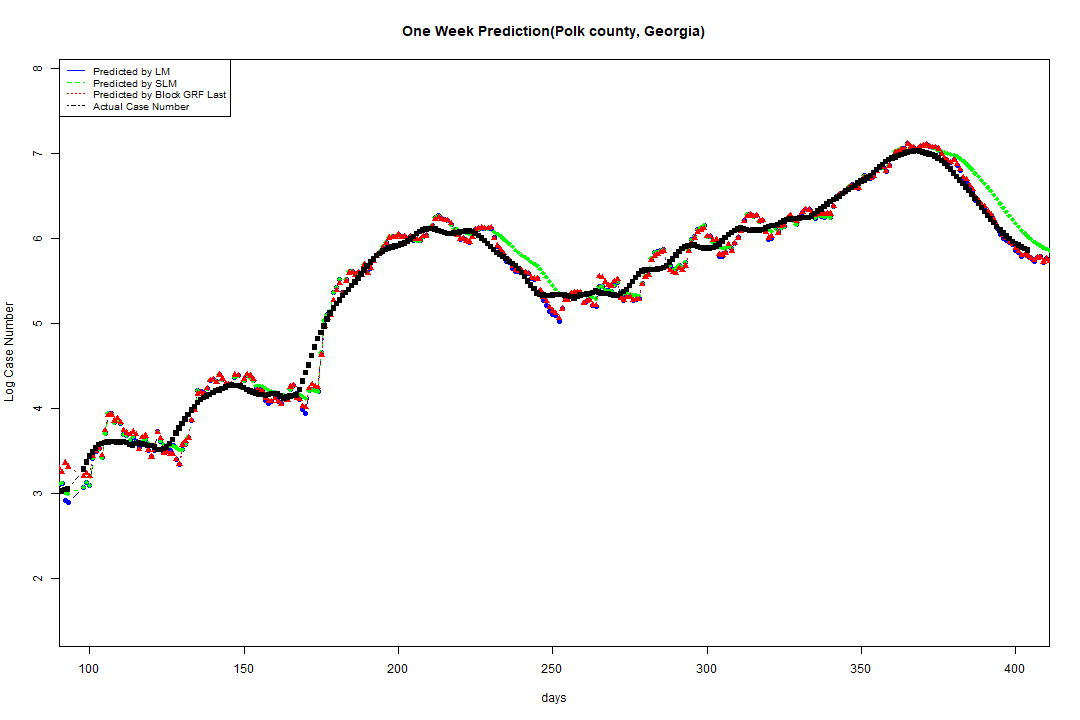 One Week Prediction(Polk county, Georgia)
Predicted by LM
Predicted by SLM
Predicted by Block GRF Last
Actual Case Number
8
7
6
5
4
3
2
Log Case Number
100 150 200 250 300 350 400
days